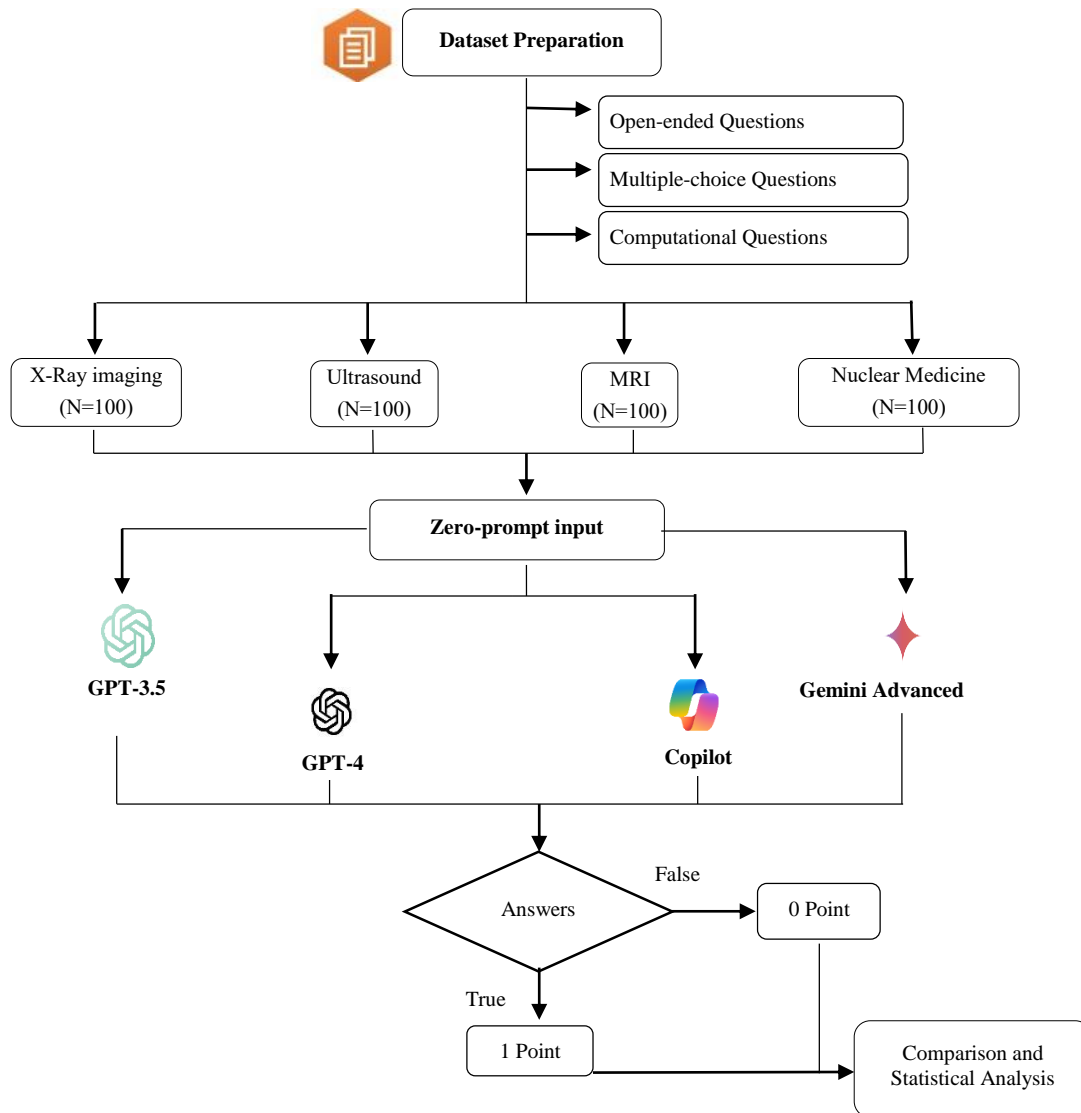 Dataset Preparation
Open-ended Questions
Multiple-choice Questions
Computational Questions
X-Ray imaging
(N=100)
Ultrasound
(N=100)
MRI
(N=100)
Nuclear Medicine
(N=100)
Zero-prompt input
GPT-3.5
GPT-4
Copilot
Gemini Advanced
Answers
False
0 Point
True
1 Point
Comparison and
Statistical Analysis